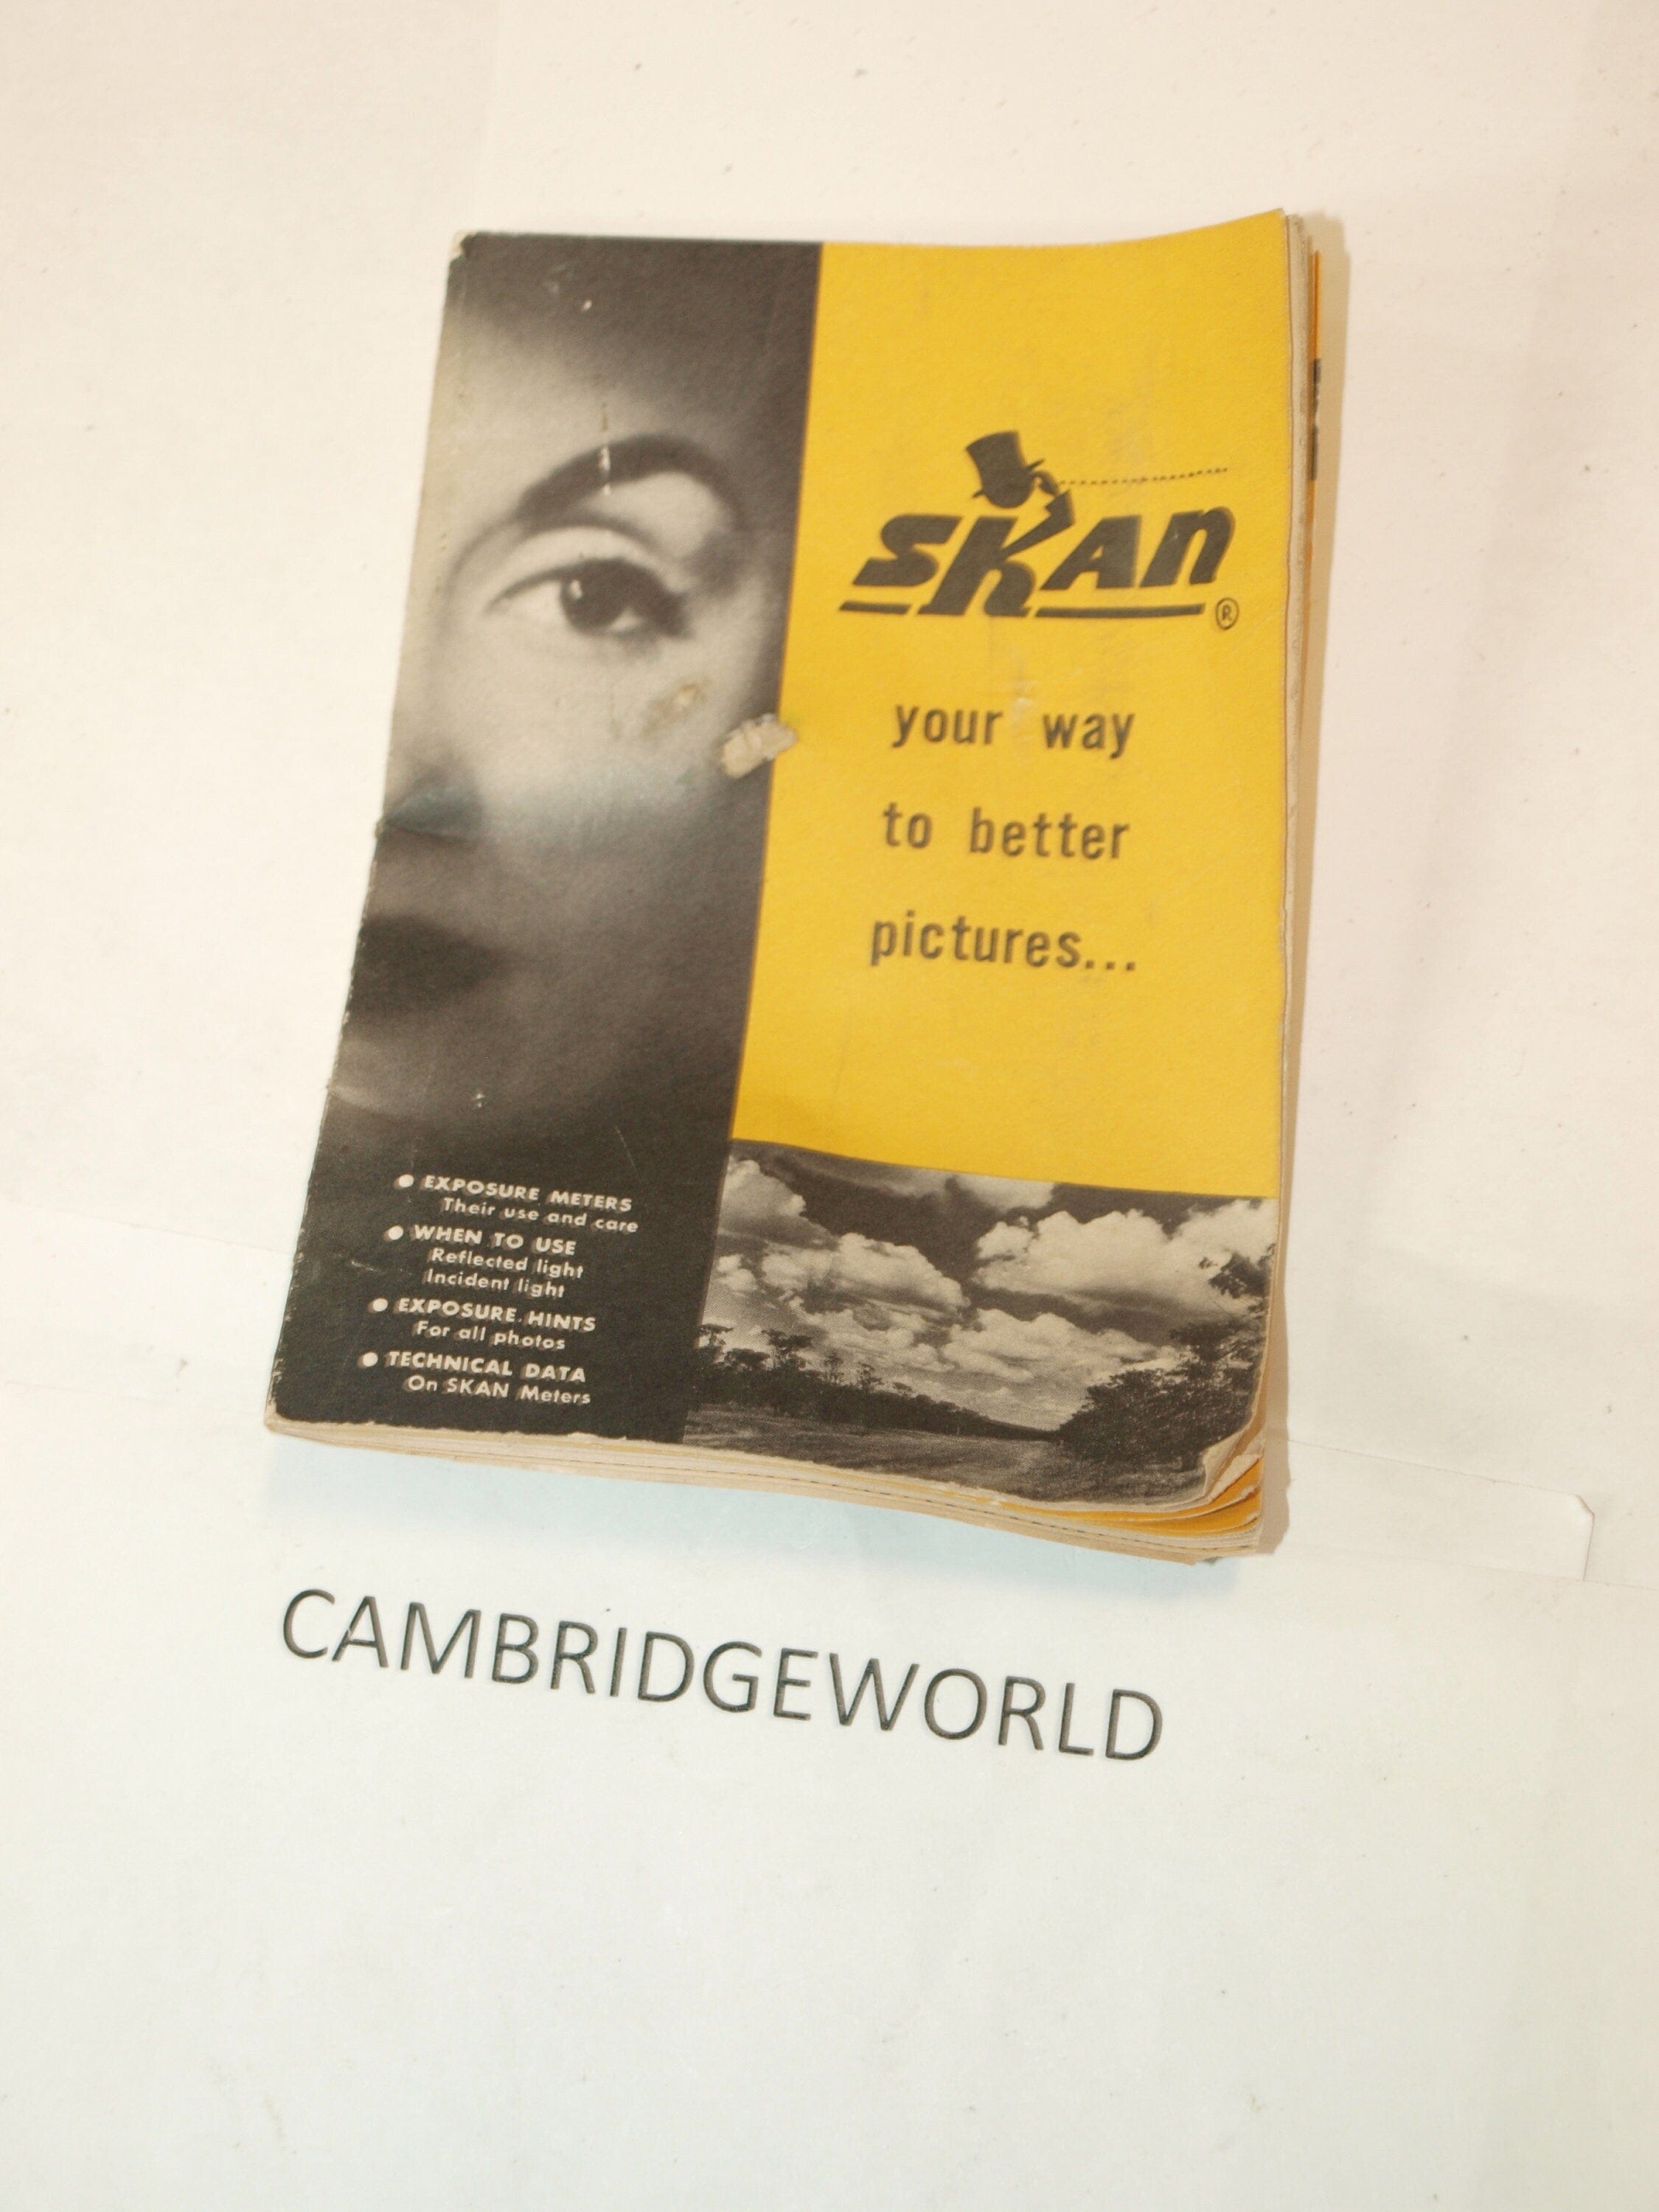 SKAN
®
your way
to better
pictures...
● EXPOSURE METERS
Their use and care
● WHEN TO USE
Reflected light
Incident light
● EXPOSURE HINTS
For all photos
● TECHNICAL DATA
On SKAN Meters
CAMBRIDGEWORLD